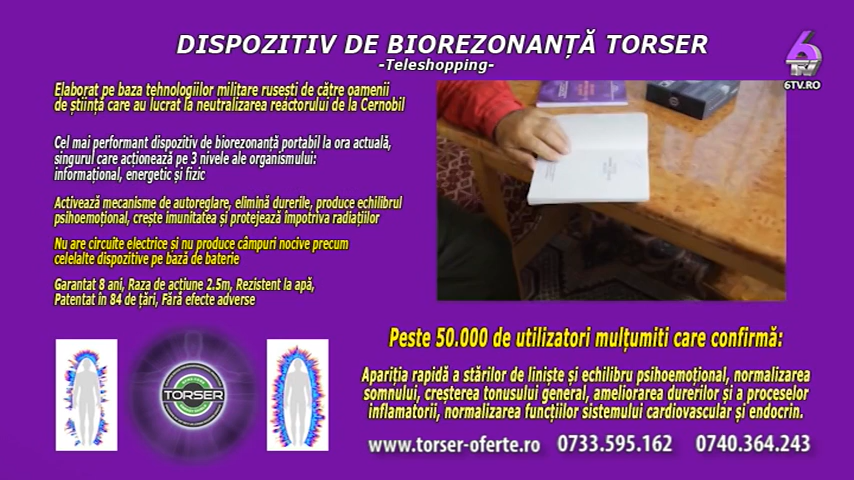 DISPOZITIV DE BIOREZONANȚĂ TORSER
-Teleshopping-
6
TV
6TV.RO
Elaborat pe baza tehnologiilor militare rusești de către oamenii
de știință care au lucrat la neutralizarea reactorului de la Cernobil
Cel mai performant dispozitiv de biorezonanță portabil la ora actuală,
singurul care acționează pe 3 nivele ale organismului:
informațional, energetic și fizic
Activează mecanisme de autoreglare, elimină durerile, produce echilibrul
psihoemoțional, crește imunitatea și protejează împotriva radiațiilor
Nu are circuite electrice și nu produce câmpuri nocive precum
celelalte dispozitive pe bază de baterie
Garantat 8 ani, Raza de acțiune 2.5m, Rezistent la apă,
Patentat în 84 de țări, Fără efecte adverse
TORSER
Peste 50.000 de utilizatori mulțumiti care confirmă:
Apariția rapidă a stărilor de liniște și echilibru psihoemoțional, normalizarea
somnului, creșterea tonusului general, ameliorarea durerilor și a proceselor
inflamatorii, normalizarea funcțiilor sistemului cardiovascular și endocrin.
www.torser-oferte.ro 0733.595.162 0740.364.243